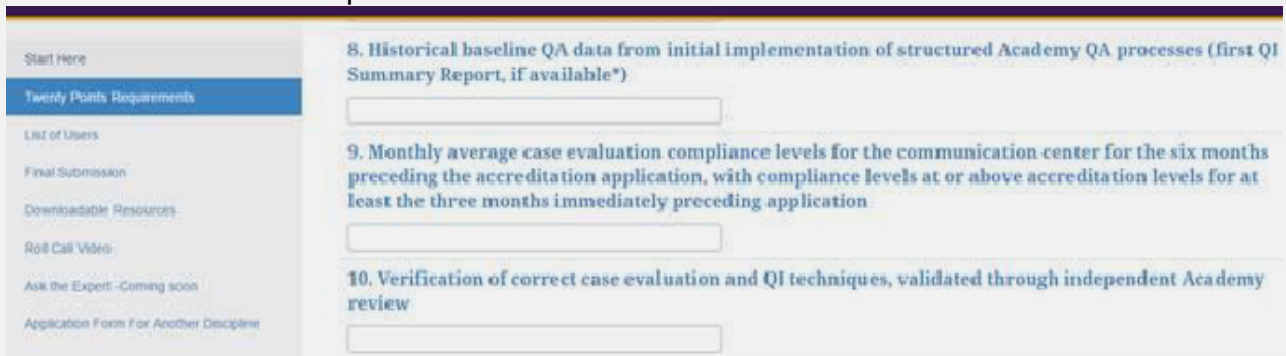 Start Here
Twenty Points Requirements
List of Users
Final Submission
Downloadable Resources
Roll Call Video
Ask the Expert -Coming soon
Application Form For Another Discipline
8. Historical baseline QA data from initial implementation of structured Academy QA processes (first QI
Summary Report, if available*)
9. Monthly average case evaluation compliance levels for the communication center for the six months
preceding the accreditation application, with compliance levels at or above accreditation levels for at
least the three months immediately preceding application
10. Verification of correct case evaluation and QI techniques, validated through independent Academy
review